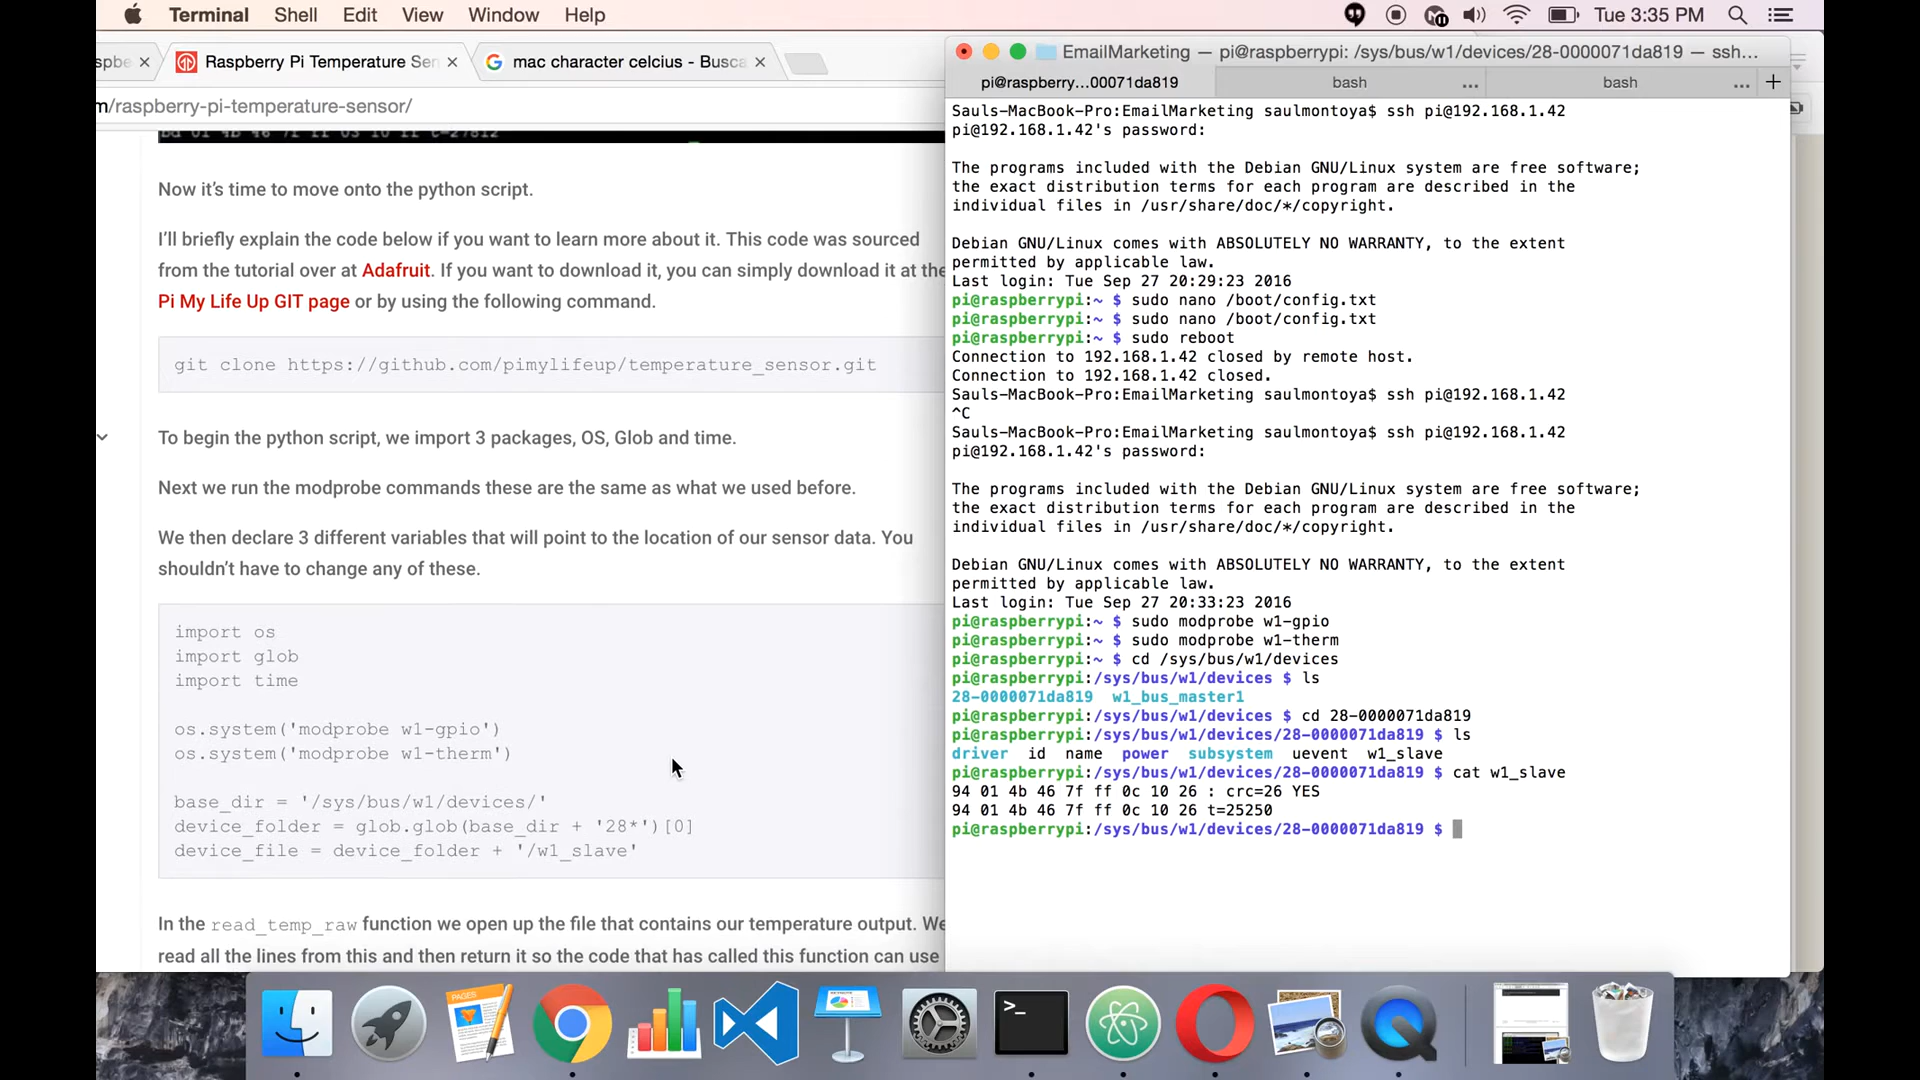 Terminal Shell Edit View Window Help
Tue 3:35 PM
spbe
Raspberry Pi Temperature Sen
mac character celcius - Busca
m/raspberry-pi-temperature-sensor/
bd 01 4b 46 7f ff 03 10 ff t=27812
Now it's time to move onto the python script.
I'll briefly explain the code below if you want to learn more about it. This code was sourced
from the tutorial over at Adafruit. If you want to download it, you can simply download it at the
Pi My Life Up GIT page or by using the following command.
git clone https://github.com/pimylifeup/temperature_sensor.git
To begin the python script, we import 3 packages, OS, Glob and time.
Next we run the modprobe commands these are the same as what we used before.
We then declare 3 different variables that will point to the location of our sensor data. You
shouldn't have to change any of these.
import os
import glob
import time
os.system('modprobe w1-gpio')
os.system('modprobe w1-therm')
base_dir = '/sys/bus/w1/devices/'
device_folder = glob.glob(base_dir + '28*')[0]
device_file = device_folder + '/w1_slave'
In the read_temp_raw function we open up the file that contains our temperature output. We
read all the lines from this and then return it so the code that has called this function can use
EmailMarketing — pi@raspberrypi: /sys/bus/w1/devices/28-0000071da819 — ssh...
pi@raspberry...00071da819
bash ...
bash ...
Sauls-MacBook-Pro:EmailMarketing saulmontoya$ ssh pi@192.168.1.42
pi@192.168.1.42's password:
The programs included with the Debian GNU/Linux system are free software;
the exact distribution terms for each program are described in the
individual files in /usr/share/doc/*/copyright.
Debian GNU/Linux comes with ABSOLUTELY NO WARRANTY, to the extent
permitted by applicable law.
Last login: Tue Sep 27 20:29:23 2016
pi@raspberrypi:~ $ sudo nano /boot/config.txt
pi@raspberrypi:~ $ sudo nano /boot/config.txt
pi@raspberrypi:~ $ sudo reboot
Connection to 192.168.1.42 closed by remote host.
Connection to 192.168.1.42 closed.
Sauls-MacBook-Pro:EmailMarketing saulmontoya$ ssh pi@192.168.1.42
^C
Sauls-MacBook-Pro:EmailMarketing saulmontoya$ ssh pi@192.168.1.42
pi@192.168.1.42's password:
The programs included with the Debian GNU/Linux system are free software;
the exact distribution terms for each program are described in the
individual files in /usr/share/doc/*/copyright.
Debian GNU/Linux comes with ABSOLUTELY NO WARRANTY, to the extent
permitted by applicable law.
Last login: Tue Sep 27 20:33:23 2016
pi@raspberrypi:~ $ sudo modprobe w1-gpio
pi@raspberrypi:~ $ sudo modprobe w1-therm
pi@raspberrypi:~ $ cd /sys/bus/w1/devices
pi@raspberrypi:/sys/bus/w1/devices $ ls
28-0000071da819 w1_bus_master1
pi@raspberrypi:/sys/bus/w1/devices $ cd 28-0000071da819
pi@raspberrypi:/sys/bus/w1/devices/28-0000071da819 $ ls
driver id name power subsystem uevent w1_slave
pi@raspberrypi:/sys/bus/w1/devices/28-0000071da819 $ cat w1_slave
94 01 4b 46 7f ff 0c 10 26 : crc=26 YES
94 01 4b 46 7f ff 0c 10 26 t=25250
pi@raspberrypi:/sys/bus/w1/devices/28-0000071da819 $
PAGES
>_